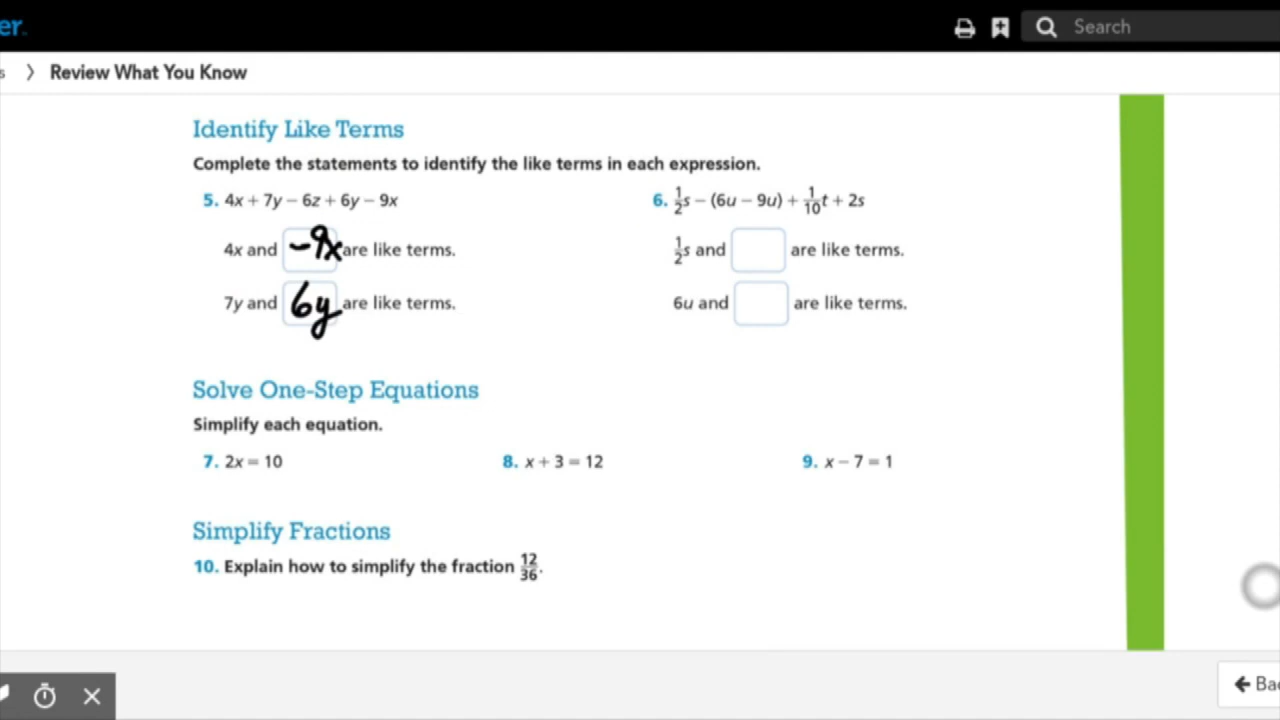 er.
Search
s > Review What You Know
Identify Like Terms
Complete the statements to identify the like terms in each expression.
5. 4x + 7y − 6z + 6y − 9x
4x and −9x are like terms.
7y and 6y are like terms.
6. 1/2 s − (6u − 9u) + 1/10 t + 2s
1/2 s and are like terms.
6u and are like terms.
Solve One-Step Equations
Simplify each equation.
7. 2x = 10
8. x + 3 = 12
9. x − 7 = 1
Simplify Fractions
10. Explain how to simplify the fraction 12/36.
Bac